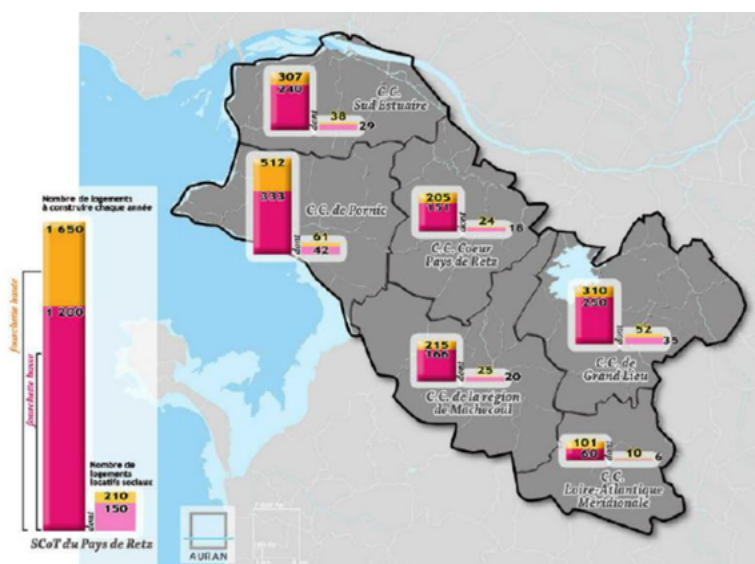 307
240
C.C.
Sud Estuaire
dont
38
29
512
333
C.C. de Pornic
dont
61
42
205
151
dont
24
18
C.C. Coeur
Pays de Retz
310
250
dont
52
35
C.C. de
Grand Lieu
215
166
dont
25
20
C.C. de la région
de Machecoul
101
60
dont
10
6
C.C.
Loire-Atlantique
Méridionale
Nombre de logements
à construire chaque année
1 650
1 200
fourchette haute
fourchette basse
Nombre de
logements
locatifs sociaux
210
150
dont
SCoT du Pays de Retz
AURAN